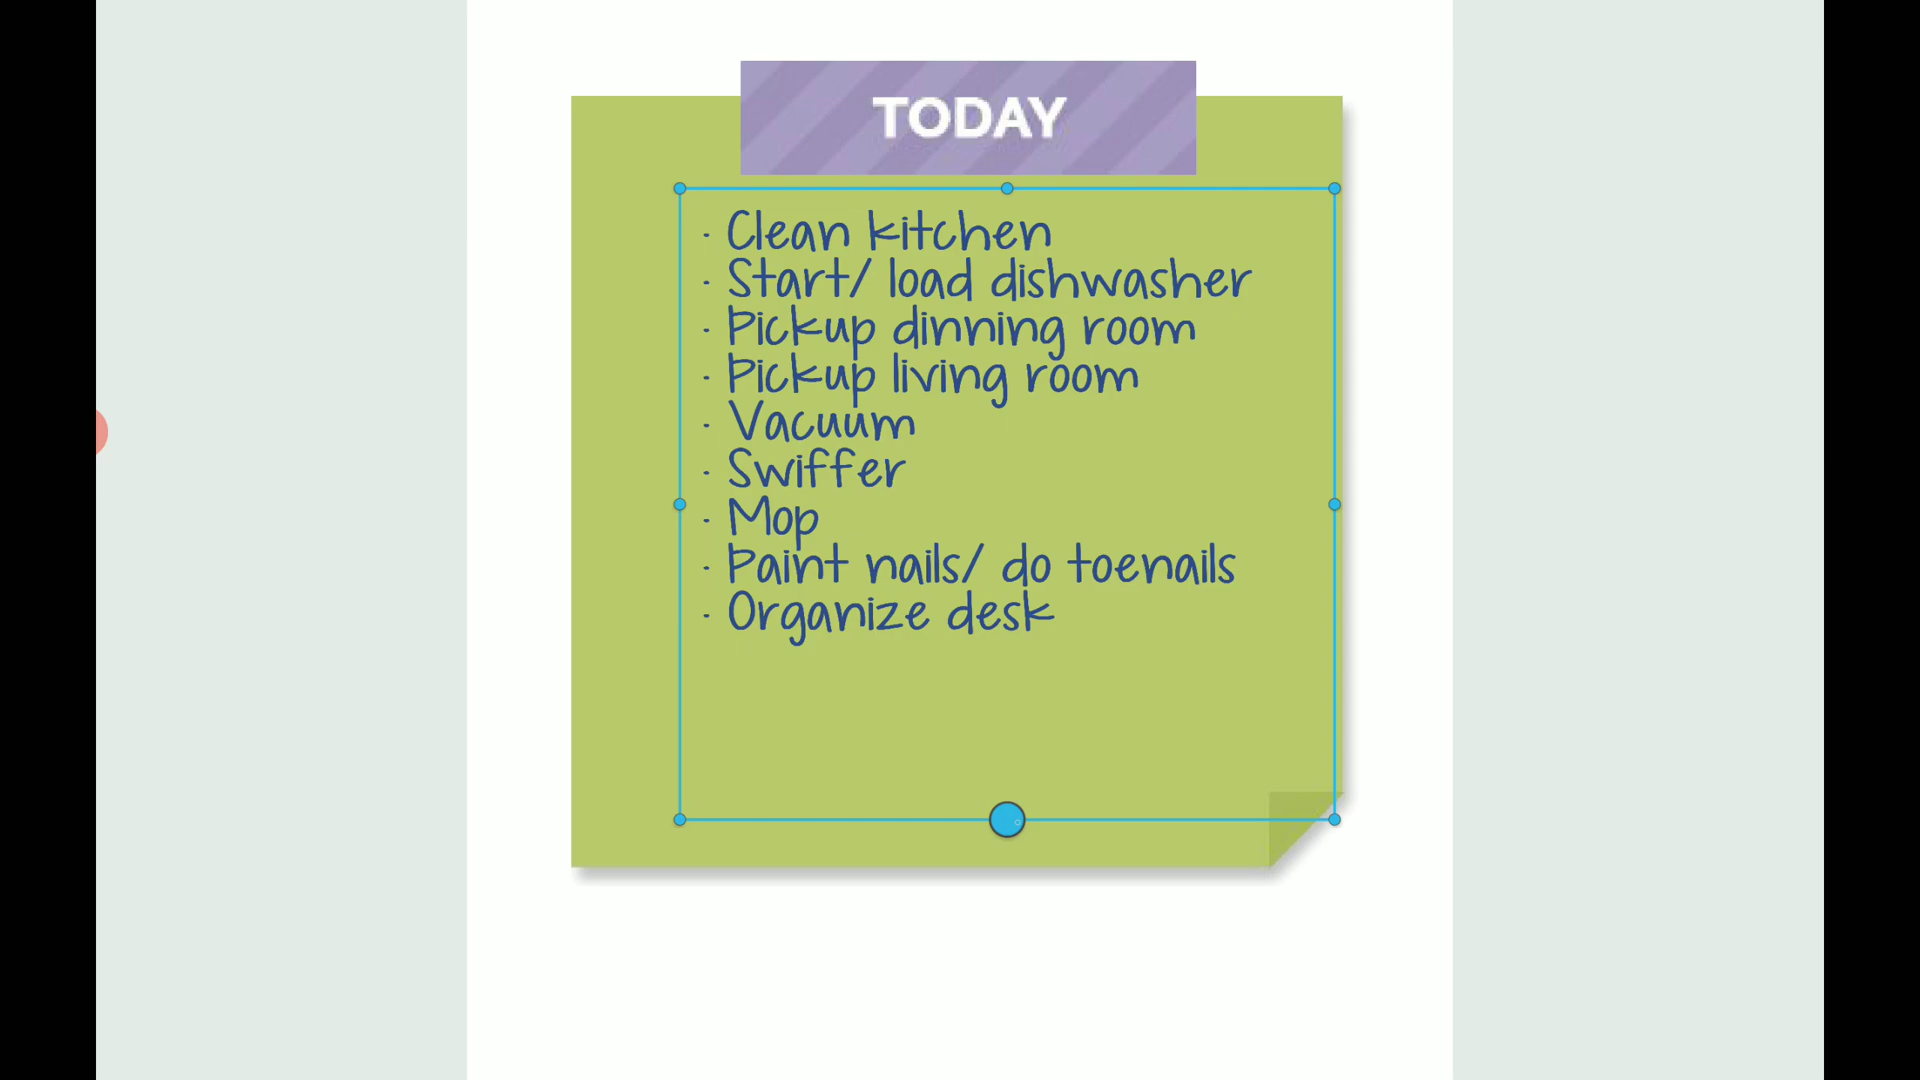 TODAY
· Clean kitchen
· Start/ load dishwasher
· Pickup dinning room
· Pickup living room
· Vacuum
· Swiffer
· Mop
· Paint nails/ do toenails
· Organize desk